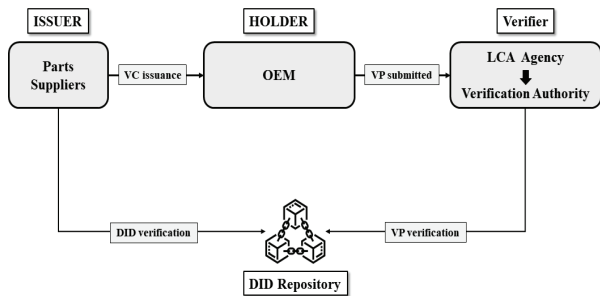 ISSUER
HOLDER
Verifier
Parts
Suppliers
VC issuance
OEM
VP submitted
LCA Agency
Verification Authority
DID verification
VP verification
DID Repository